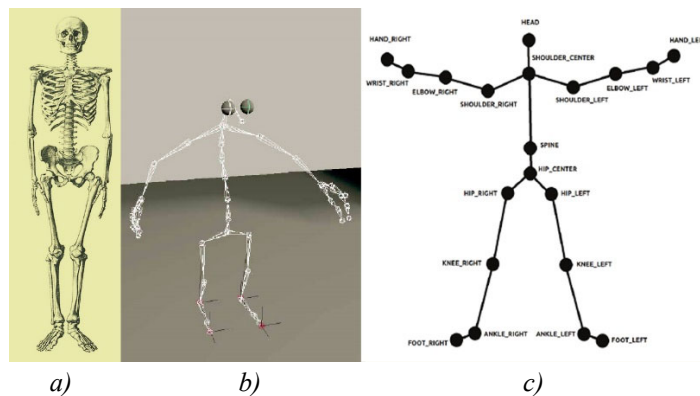 HEAD
HAND_RIGHT
HAND_LEF
SHOULDER_CENTER
WRIST_RIGHT
WRIST_LEFT
ELBOW_RIGHT
ELBOW_LEFT
SHOULDER_RIGHT
SHOULDER_LEFT
SPINE
HIP_CENTER
HIP_RIGHT
HIP_LEFT
KNEE_RIGHT
KNEE_LEFT
ANKLE_RIGHT
ANKLE_LEFT
FOOT_RIGHT
FOOT_LEFT
a)
b)
c)